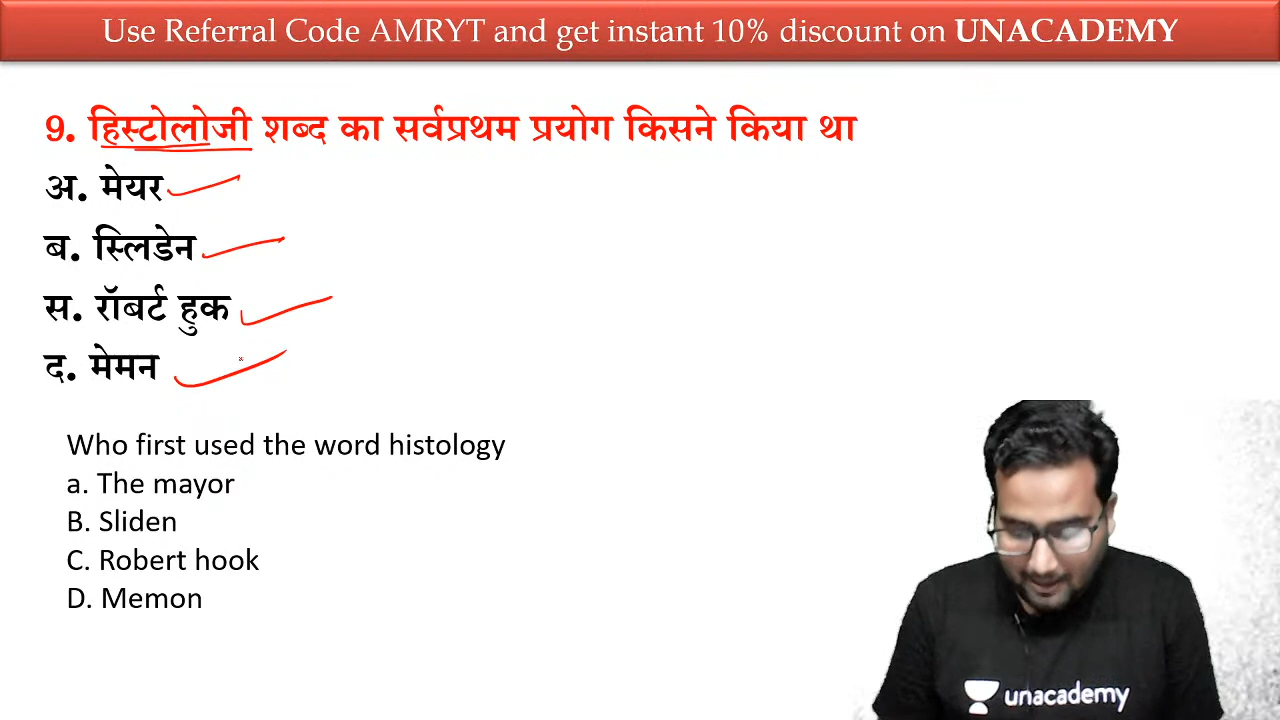 Use Referral Code AMRYT and get instant 10% discount on UNACADEMY
9. हिस्टोलोजी शब्द का सर्वप्रथम प्रयोग किसने किया था
अ. मेयर
ब. स्लिडेन
स. रॉबर्ट हुक
द. मेमन
Who first used the word histology
a. The mayor
B. Sliden
C. Robert hook
D. Memon
unacademy